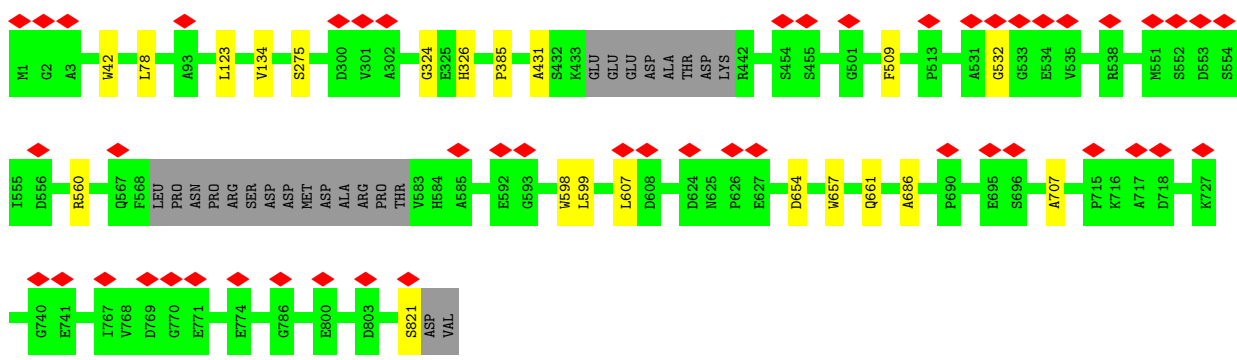 M1 G2 A3 W42 L78 A93 L123 V134 S275 D300 V301 A302 G324 E325 H326 P385 A431 S432 K433 GLU GLU GLU ASP ALA THR ASP LYS R442 S454 S455 G501 F509 P513 A531 G532 G533 E534 V535 R538 M551 S552 D553 S554
I555 D556 R560 Q567 F568 LEU PRO ASN PRO ARG SER ASP ASP MET ASP ALA ARG PRO THR V583 H584 A585 E592 G593 W598 L599 L607 D608 D624 N625 P626 E627 D654 W657 Q661 A686 P690 E695 S696 A707 P715 K716 A717 D718 K727
G740 E741 I767 V768 D769 G770 E771 E774 G786 E800 D803 S821 ASP VAL